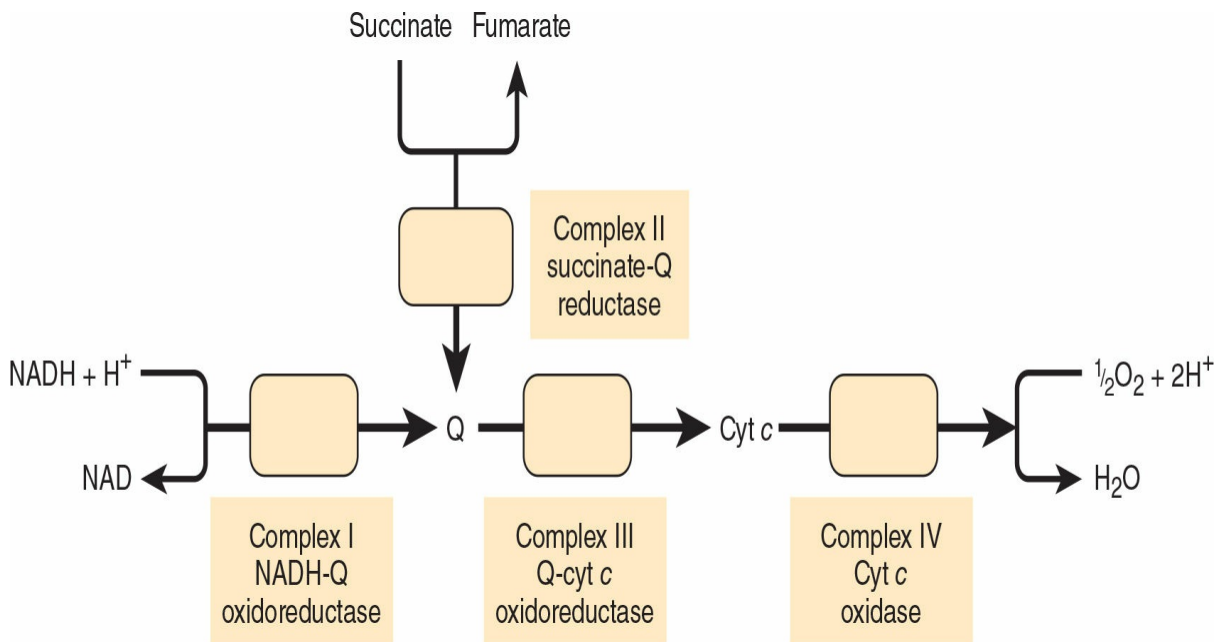 Succinate Fumarate
Complex II
succinate-Q
reductase
NADH + H⁺
NAD
Q
Cyt c
½O₂ + 2H⁺
H₂O
Complex I
NADH-Q
oxidoreductase
Complex III
Q-cyt c
oxidoreductase
Complex IV
Cyt c
oxidase